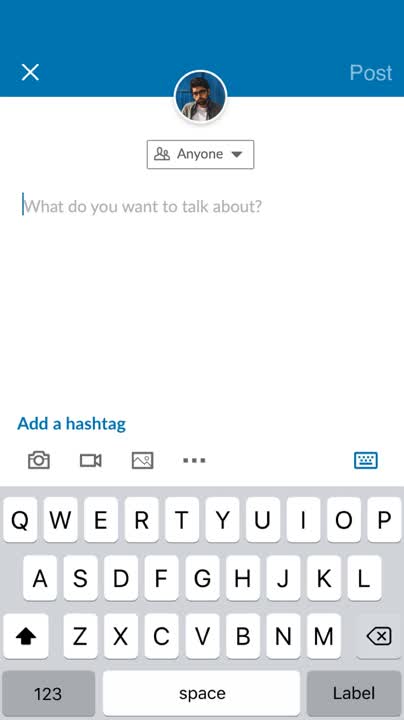 Post
Anyone
What do you want to talk about?
Add a hashtag
Q W E R T Y U I O P
A S D F G H J K L
Z X C V B N M
123 space Label